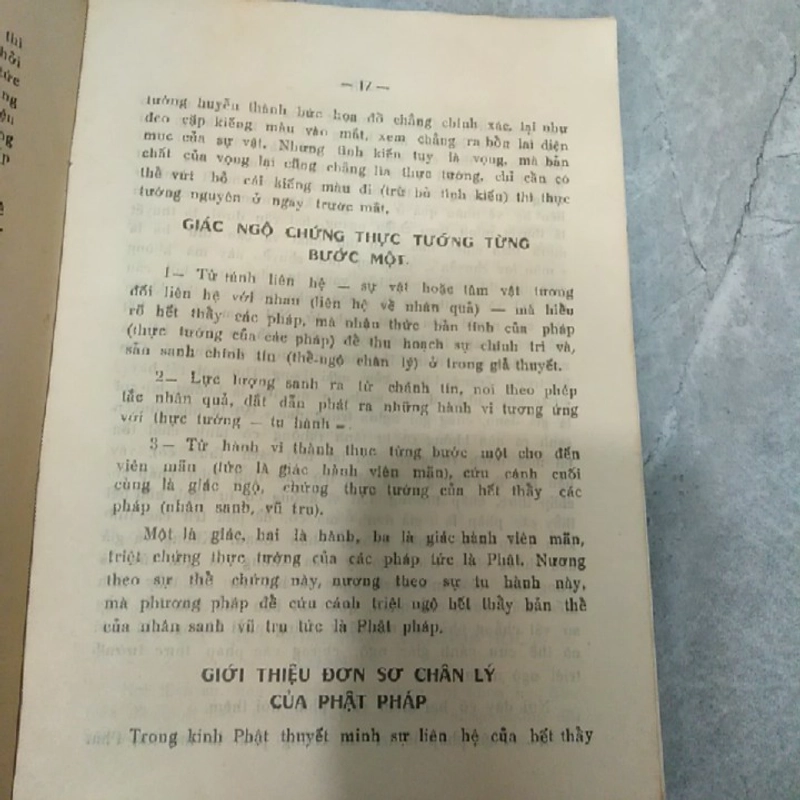 thì
— 17 —
tưởng huyễn thành bức họa đồ chẳng chính xác, lại như
đeo cặp kiếng màu vào mắt, xem chẳng ra bổn lai diện
mục của sự vật. Nhưng tình kiến tuy là vọng, mà bản
chất của vọng lại cũng chẳng lìa thực tướng, chỉ cần có
thể vứt bỏ cái kiếng màu đi (trừ bỏ tình kiến) thì thực
tướng nguyên ở ngay trước mắt.
GIÁC NGỘ CHỨNG THỰC TƯỚNG TỪNG
BƯỚC MỘT.
1— Từ tánh liên hệ — sự vật hoặc tâm vật tương
đối liên hệ với nhau (liên hệ về nhân quả) — mà hiểu
rõ hết thầy các pháp, mà nhận thức bản tính của pháp
(thực tướng của các pháp) để thu hoạch sự chính tri và,
sản sanh chính tín (thể-ngộ chân lý) ở trong giả thuyết.
2— Lực lượng sanh ra từ chánh tín, noi theo pháp
tắc nhân quả, dắt dẫn phát ra những hành vi tương ứng
với thực tướng — tu hành —.
3— Từ hành vi thành thục từng bước một cho đến
viên mãn (tức là giác hành viên mãn), cứu cánh cuối
cùng là giác ngộ, chứng thực tướng của hết thầy các
pháp (nhân sanh, vũ trụ).
Một là giác, hai là hành, ba là giác hành viên mãn,
triệt chứng thực tướng của các pháp tức là Phật. Nương
theo sự thể chứng này, nương theo sự tu hành này,
mà phương pháp để cứu cánh triệt ngộ hết thầy bản thể
của nhân sanh vũ trụ tức là Phật pháp.
GIỚI THIỆU ĐƠN SƠ CHÂN LÝ
CỦA PHẬT PHÁP
Trong kinh Phật thuyết minh sự liên hệ của hết thầy